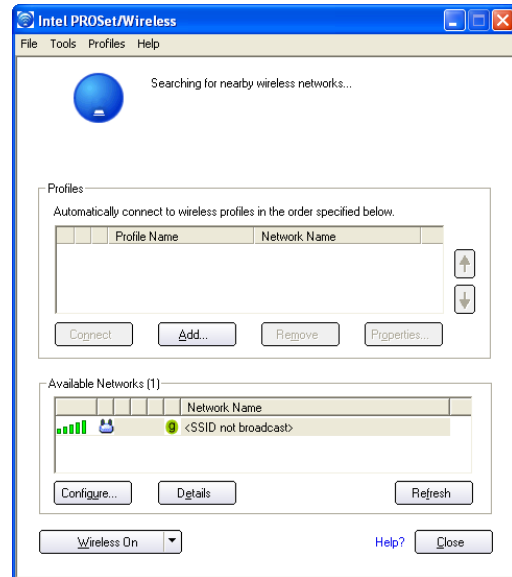 Intel PROSet/Wireless
File Tools Profiles Help
Searching for nearby wireless networks...
Profiles
Automatically connect to wireless profiles in the order specified below.
Profile Name Network Name
Connect Add... Remove Properties...
Available Networks (1)
Network Name
g <SSID not broadcast>
Configure... Details Refresh
Wireless On Help? Close